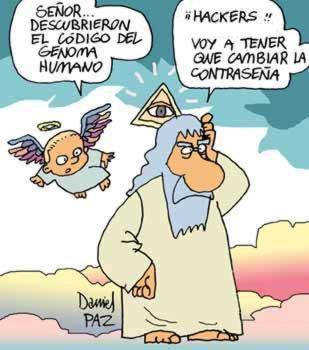 SEÑOR...
DESCUBRIERON
EL CÓDIGO DEL
GENOMA
HUMANO
¡¡HACKERS!!
VOY A TENER
QUE CAMBIAR LA
CONTRASEÑA
Daniel
PAZ